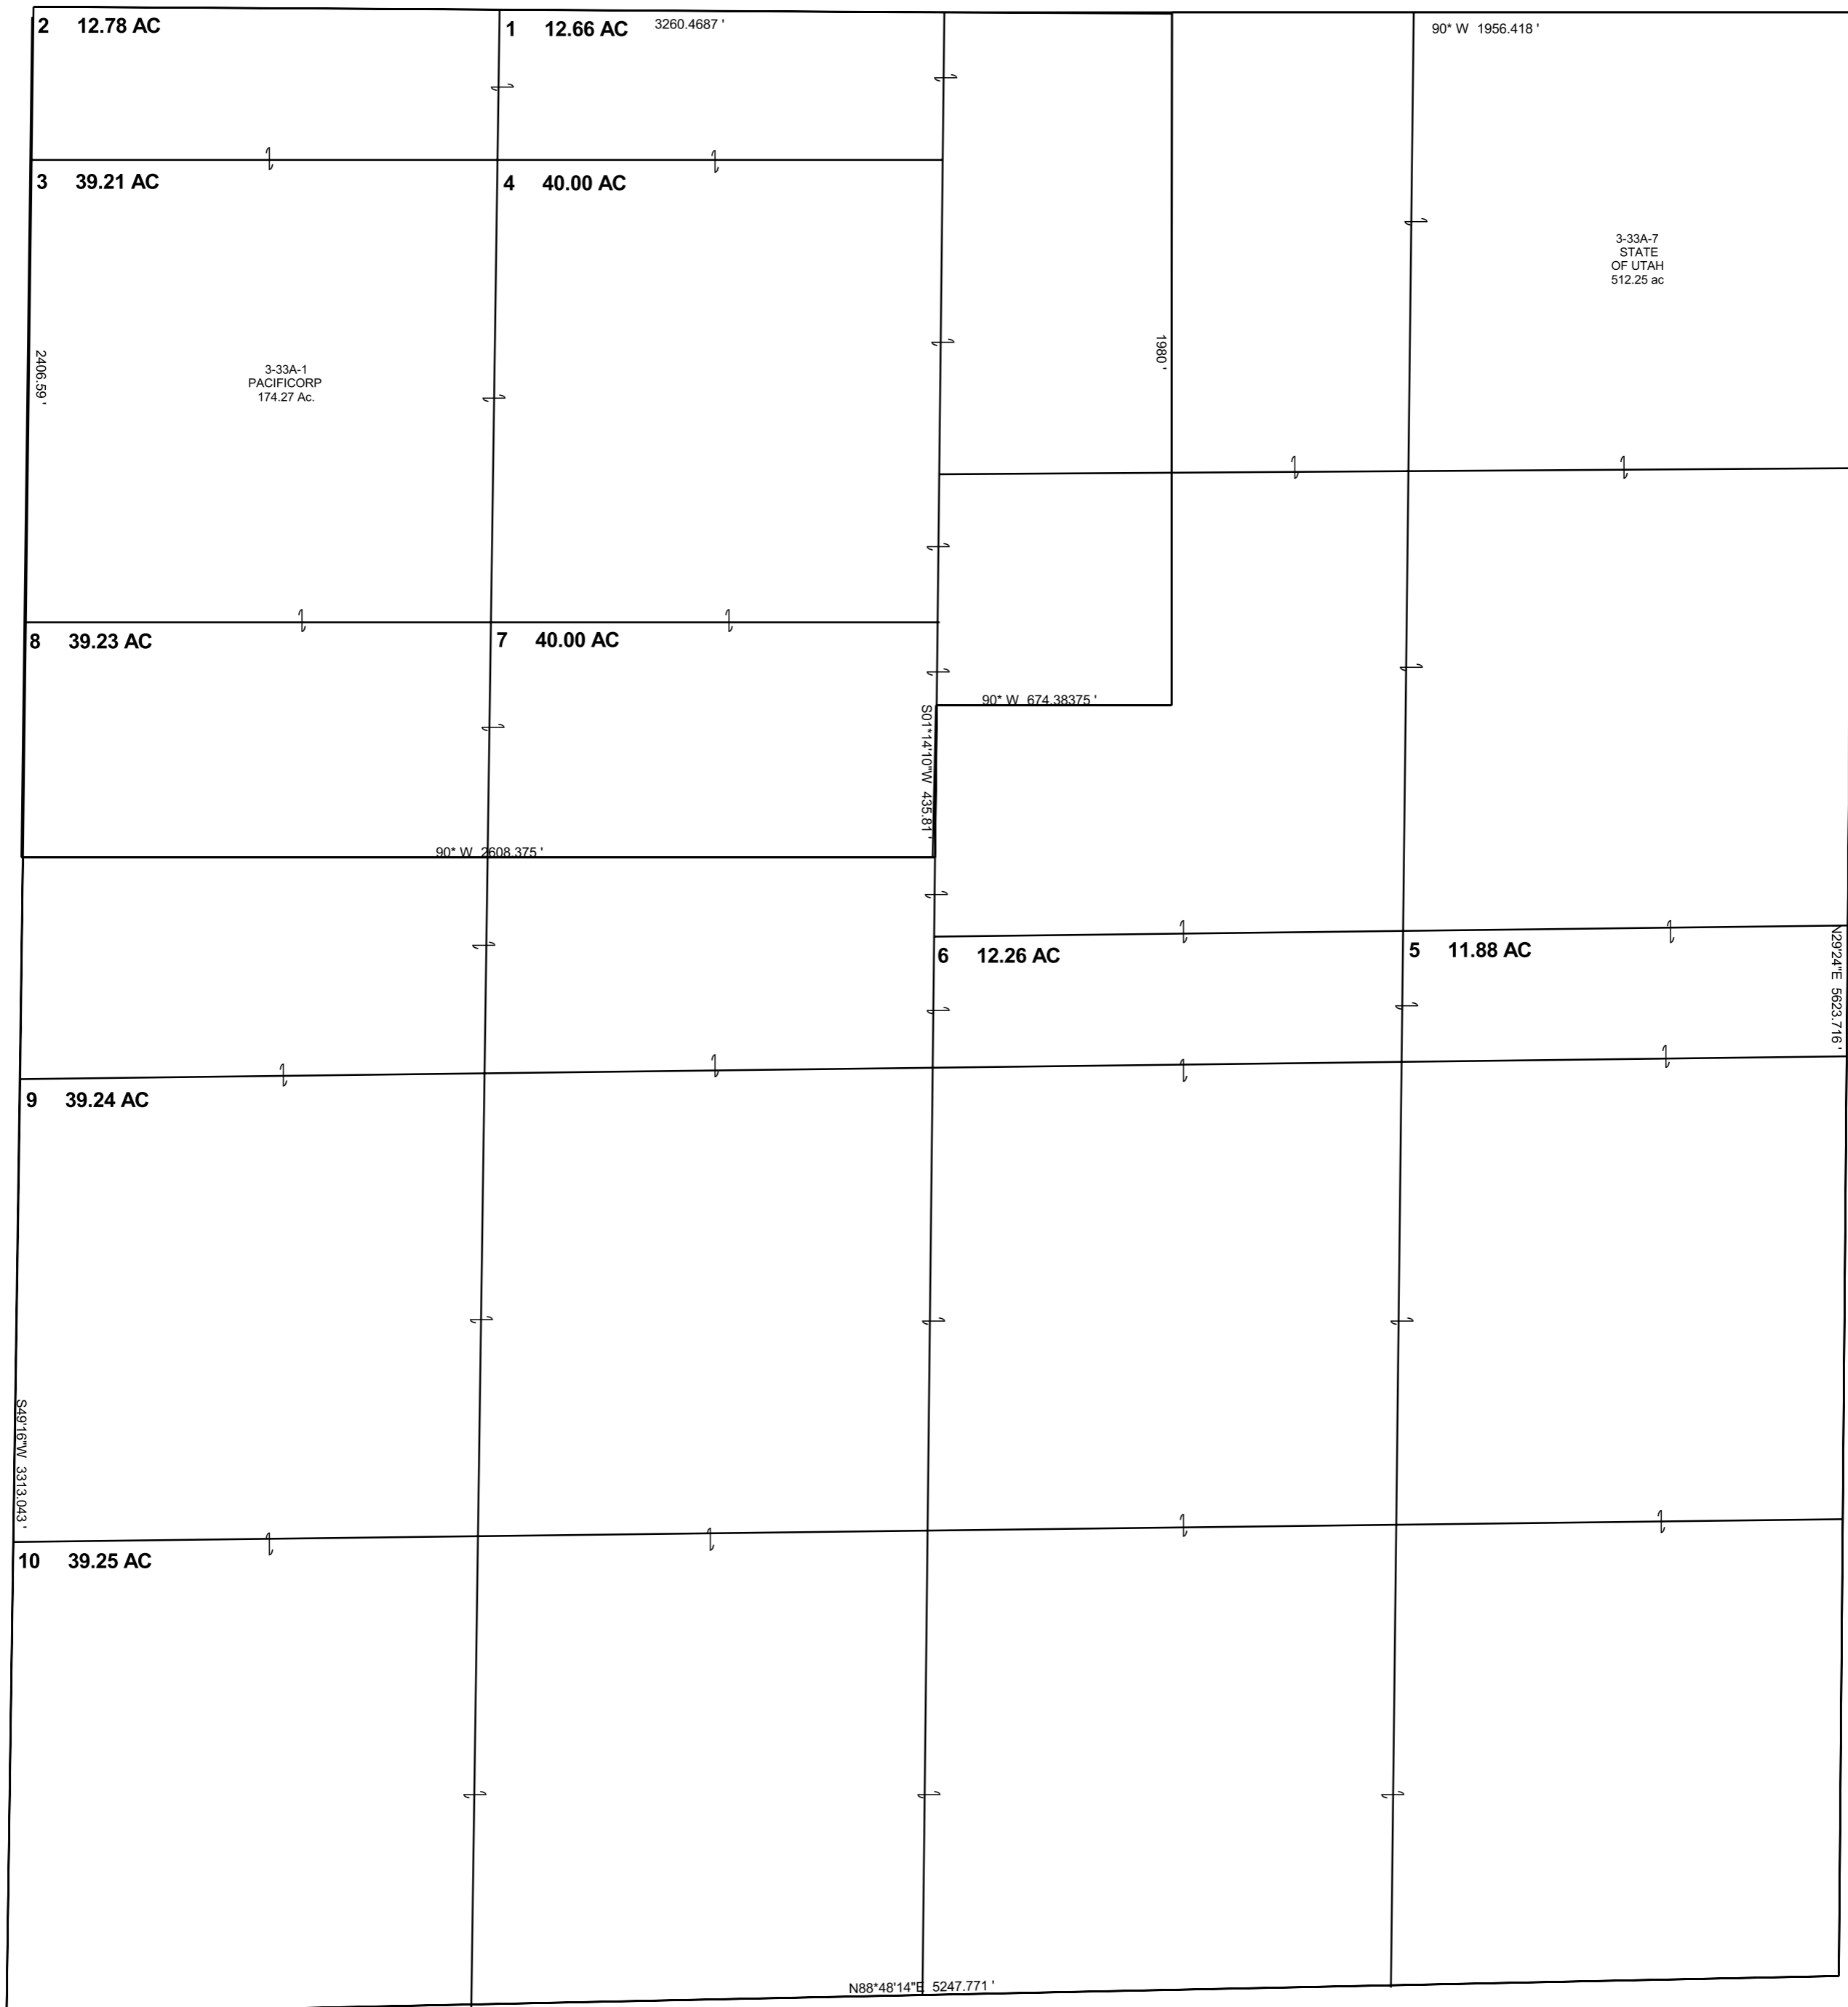 2 12.78 AC
1 12.66 AC
3260.4687 '
90* W 1956.418 '
3 39.21 AC
4 40.00 AC
3-33A-7
STATE
OF UTAH
512.25 ac
2406.59 '
3-33A-1
PACIFICORP
174.27 Ac.
1980 '
8 39.23 AC
7 40.00 AC
90* W 674.38375 '
S01*14'10"W 435.81 '
90* W 2608.375 '
6 12.26 AC
5 11.88 AC
N29'24"E 5623.716 '
9 39.24 AC
S49'16"W 3313.043 '
10 39.25 AC
N88*48'14"E 5247.771 '